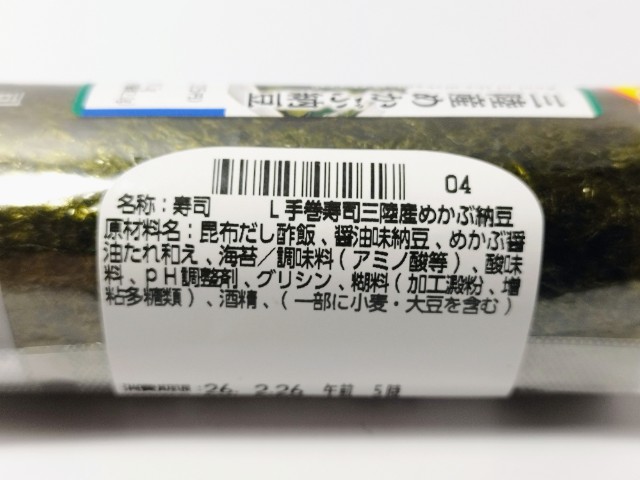 三陸産めかぶ納豆
04
名称：寿司　L手巻寿司三陸産めかぶ納豆
原材料名：昆布だし酢飯、醤油味納豆、めかぶ醤
油たれ和え、海苔／調味料（アミノ酸等）、酸味
料、pH調整剤、グリシン、糊料（加工澱粉、増
粘多糖類）、酒精、（一部に小麦・大豆を含む）
26. 2.26 午前 5時